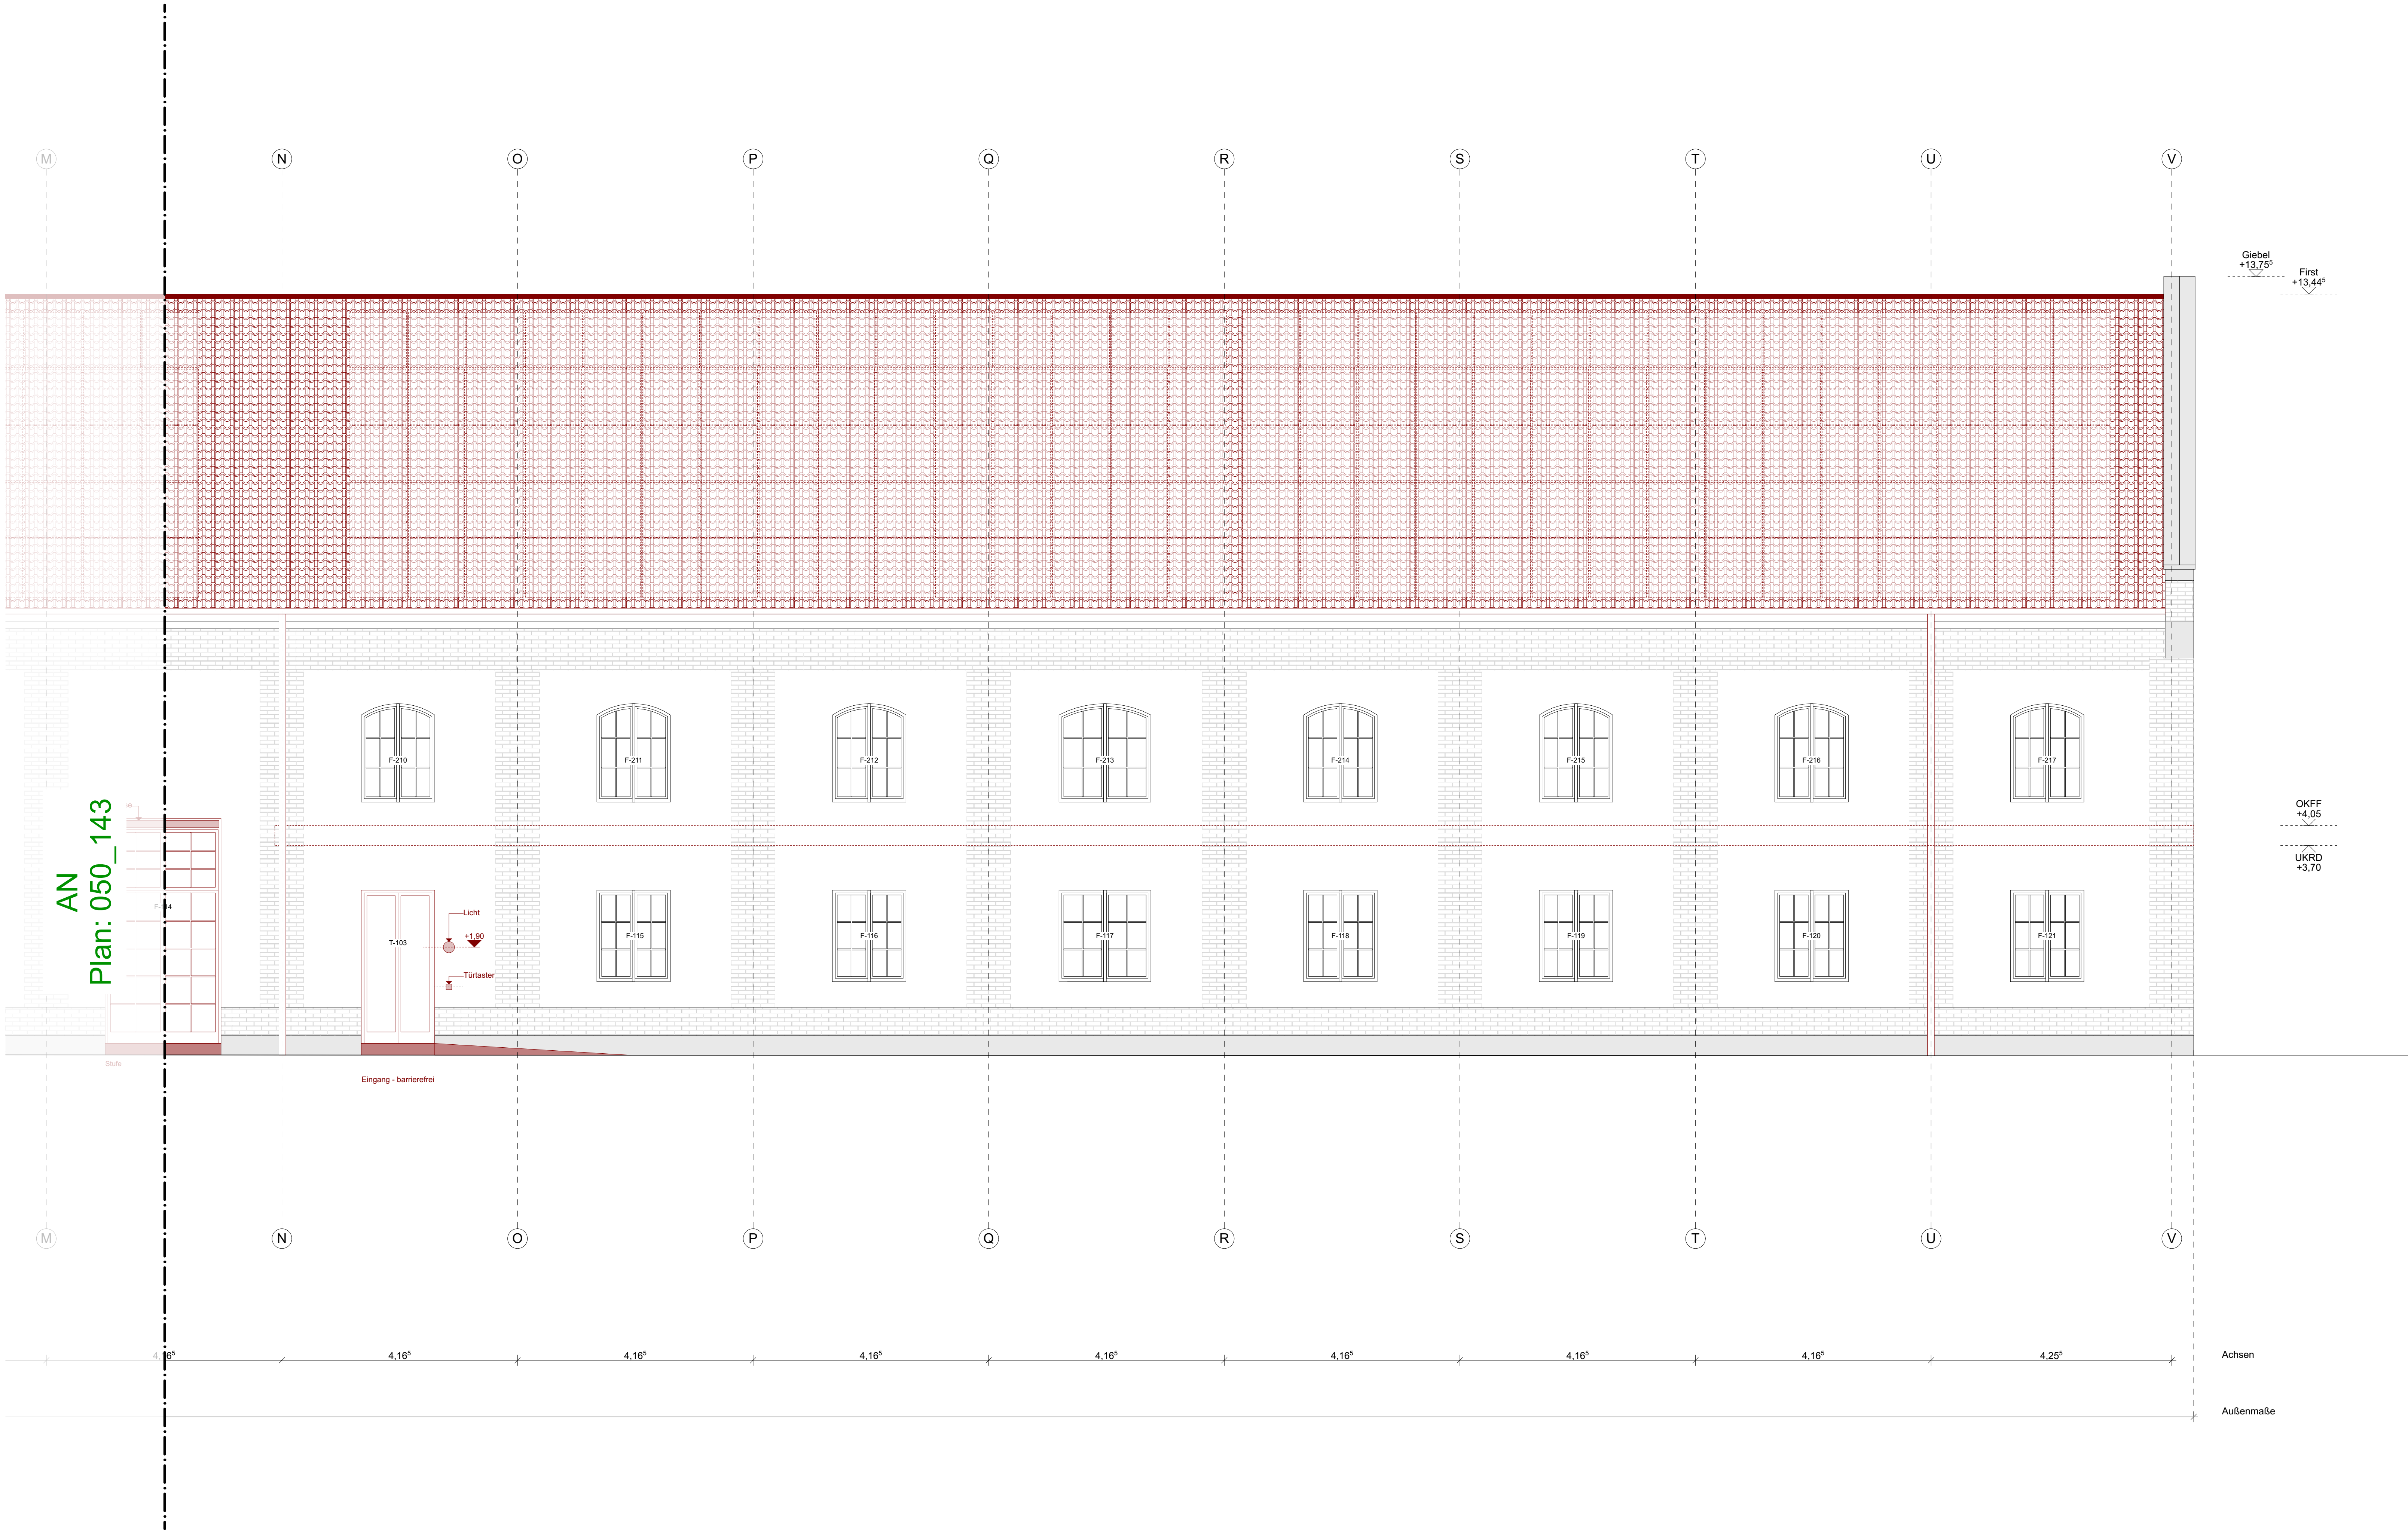 M N O P Q R S T U V
Giebel
+13,75⁵
First
+13,44⁵
F-210 F-211 F-212 F-213 F-214 F-215 F-216 F-217
OKFF
+4,05
UKRD
+3,70
AN
Plan: 050_143
F-114
T-103
Licht
+1,90
Türtaster
F-115 F-116 F-117 F-118 F-119 F-120 F-121
Stufe
Eingang - barrierefrei
M N O P Q R S T U V
4,16⁵ 4,16⁵ 4,16⁵ 4,16⁵ 4,16⁵ 4,16⁵ 4,16⁵ 4,16⁵ 4,25⁵ Achsen
Außenmaße